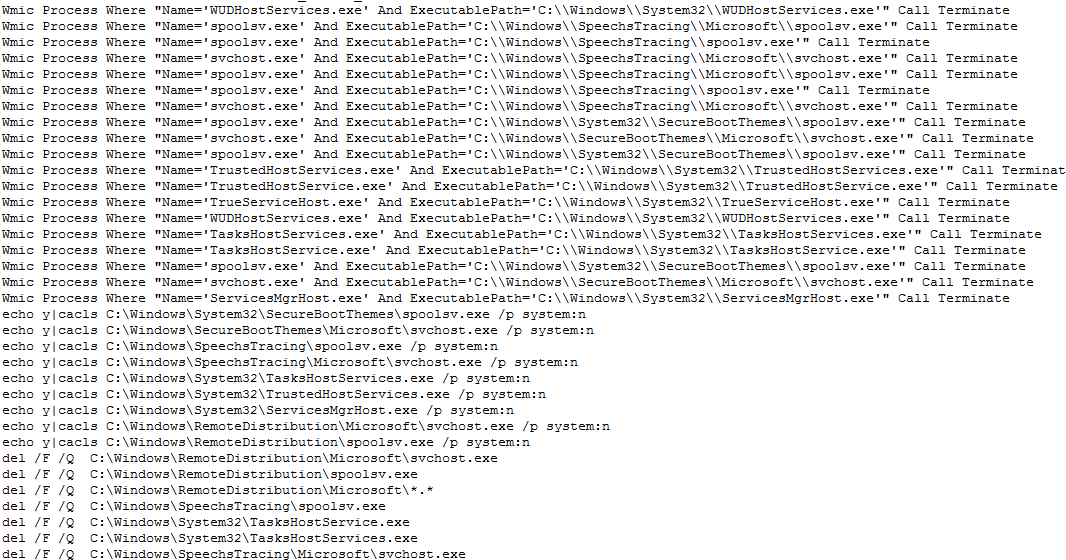 Wmic Process Where "Name='WUDHostServices.exe' And ExecutablePath='C:\\Windows\\System32\\WUDHostServices.exe'" Call Terminate
Wmic Process Where "Name='spoolsv.exe' And ExecutablePath='C:\\Windows\\SpeechsTracing\\Microsoft\\spoolsv.exe'" Call Terminate
Wmic Process Where "Name='spoolsv.exe' And ExecutablePath='C:\\Windows\\SpeechsTracing\\spoolsv.exe'" Call Terminate
Wmic Process Where "Name='svchost.exe' And ExecutablePath='C:\\Windows\\SpeechsTracing\\Microsoft\\svchost.exe'" Call Terminate
Wmic Process Where "Name='spoolsv.exe' And ExecutablePath='C:\\Windows\\SpeechsTracing\\Microsoft\\spoolsv.exe'" Call Terminate
Wmic Process Where "Name='spoolsv.exe' And ExecutablePath='C:\\Windows\\SpeechsTracing\\spoolsv.exe'" Call Terminate
Wmic Process Where "Name='svchost.exe' And ExecutablePath='C:\\Windows\\SpeechsTracing\\Microsoft\\svchost.exe'" Call Terminate
Wmic Process Where "Name='spoolsv.exe' And ExecutablePath='C:\\Windows\\System32\\SecureBootThemes\\spoolsv.exe'" Call Terminate
Wmic Process Where "Name='svchost.exe' And ExecutablePath='C:\\Windows\\SecureBootThemes\\Microsoft\\svchost.exe'" Call Terminate
Wmic Process Where "Name='spoolsv.exe' And ExecutablePath='C:\\Windows\\System32\\SecureBootThemes\\spoolsv.exe'" Call Terminate
Wmic Process Where "Name='TrustedHostServices.exe' And ExecutablePath='C:\\Windows\\System32\\TrustedHostServices.exe'" Call Terminat
Wmic Process Where "Name='TrustedHostService.exe' And ExecutablePath='C:\\Windows\\System32\\TrustedHostService.exe'" Call Terminate
Wmic Process Where "Name='TrueServiceHost.exe' And ExecutablePath='C:\\Windows\\System32\\TrueServiceHost.exe'" Call Terminate
Wmic Process Where "Name='WUDHostServices.exe' And ExecutablePath='C:\\Windows\\System32\\WUDHostServices.exe'" Call Terminate
Wmic Process Where "Name='TasksHostServices.exe' And ExecutablePath='C:\\Windows\\System32\\TasksHostServices.exe'" Call Terminate
Wmic Process Where "Name='TasksHostService.exe' And ExecutablePath='C:\\Windows\\System32\\TasksHostService.exe'" Call Terminate
Wmic Process Where "Name='spoolsv.exe' And ExecutablePath='C:\\Windows\\System32\\SecureBootThemes\\spoolsv.exe'" Call Terminate
Wmic Process Where "Name='svchost.exe' And ExecutablePath='C:\\Windows\\SecureBootThemes\\Microsoft\\svchost.exe'" Call Terminate
Wmic Process Where "Name='ServicesMgrHost.exe' And ExecutablePath='C:\\Windows\\System32\\ServicesMgrHost.exe'" Call Terminate
echo y|cacls C:\Windows\System32\SecureBootThemes\spoolsv.exe /p system:n
echo y|cacls C:\Windows\SecureBootThemes\Microsoft\svchost.exe /p system:n
echo y|cacls C:\Windows\SpeechsTracing\spoolsv.exe /p system:n
echo y|cacls C:\Windows\SpeechsTracing\Microsoft\svchost.exe /p system:n
echo y|cacls C:\Windows\System32\TasksHostServices.exe /p system:n
echo y|cacls C:\Windows\System32\TrustedHostServices.exe /p system:n
echo y|cacls C:\Windows\System32\ServicesMgrHost.exe /p system:n
echo y|cacls C:\Windows\RemoteDistribution\Microsoft\svchost.exe /p system:n
echo y|cacls C:\Windows\RemoteDistribution\spoolsv.exe /p system:n
del /F /Q  C:\Windows\RemoteDistribution\Microsoft\svchost.exe
del /F /Q  C:\Windows\RemoteDistribution\spoolsv.exe
del /F /Q  C:\Windows\RemoteDistribution\Microsoft\*.*
del /F /Q  C:\Windows\SpeechsTracing\spoolsv.exe
del /F /Q  C:\Windows\System32\TasksHostService.exe
del /F /Q  C:\Windows\System32\TasksHostServices.exe
del /F /Q  C:\Windows\SpeechsTracing\Microsoft\svchost.exe